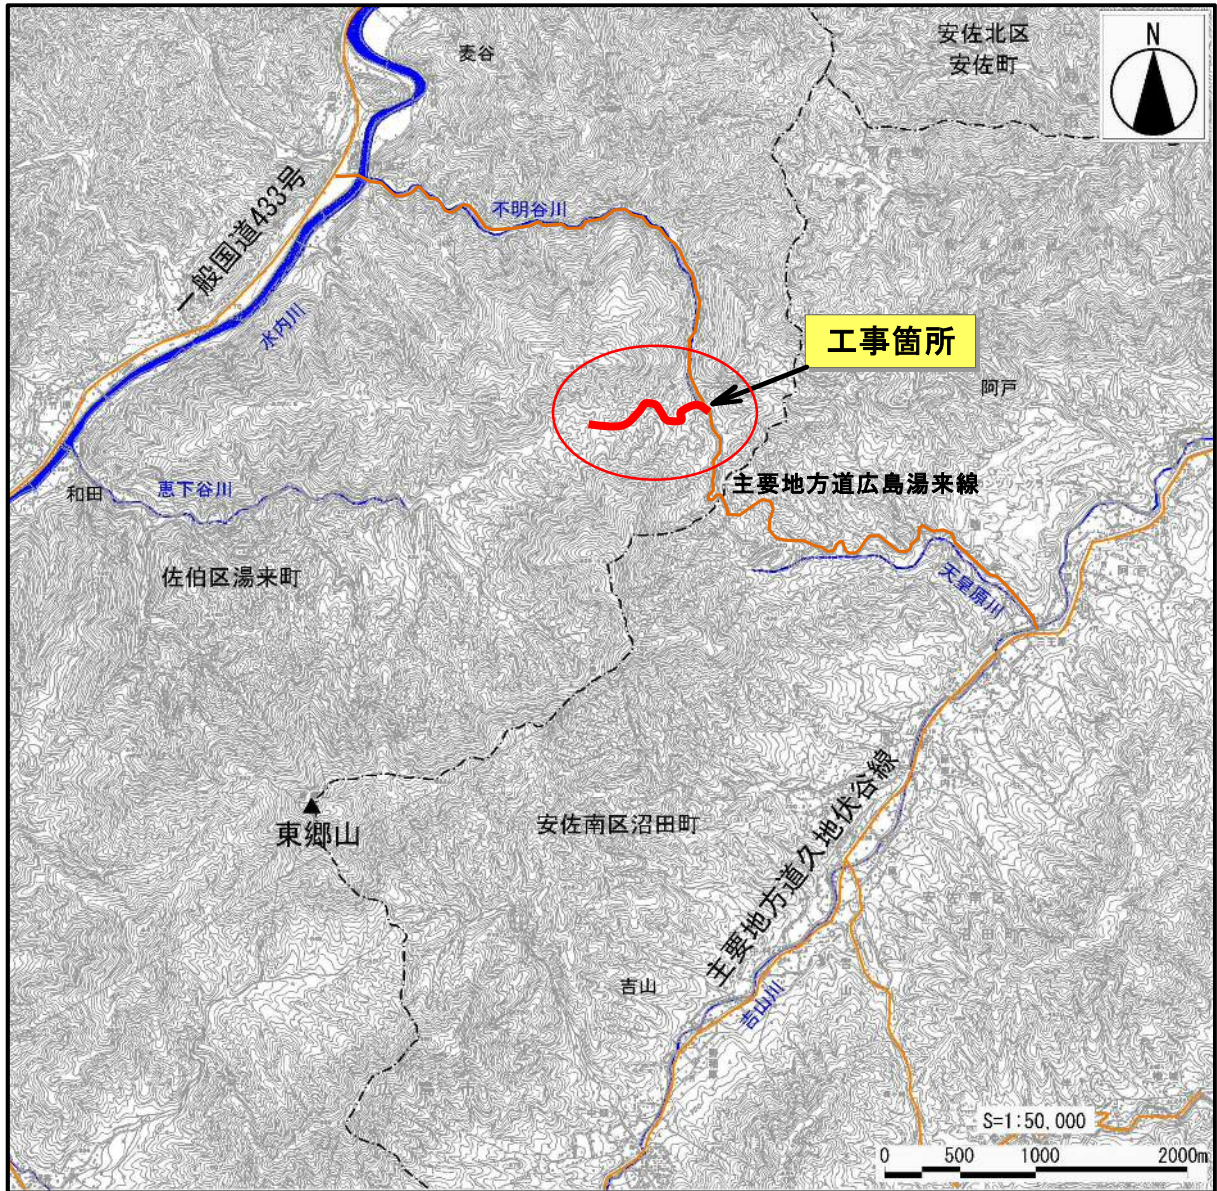 麦谷
安佐北区
安佐町
N
一般国道433号
不明谷川
水内川
工事箇所
阿戸
主要地方道広島湯来線
和田
恵下谷川
佐伯区湯来町
天皇原川
東郷山
安佐南区沼田町
主要地方道久地伏谷線
吉山
吉山川
S=1:50,000
0 500 1000 2000m